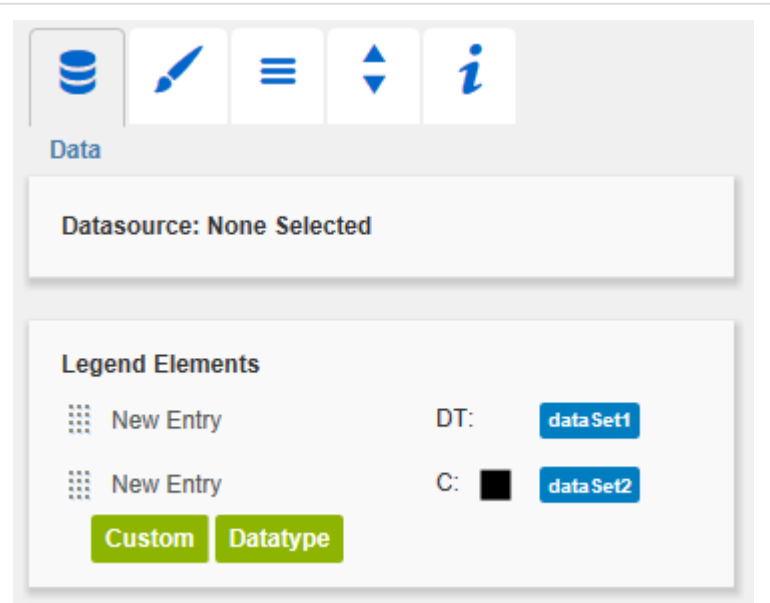 Data
Datasource: None Selected
Legend Elements
New Entry DT: dataSet1
New Entry C: dataSet2
Custom Datatype